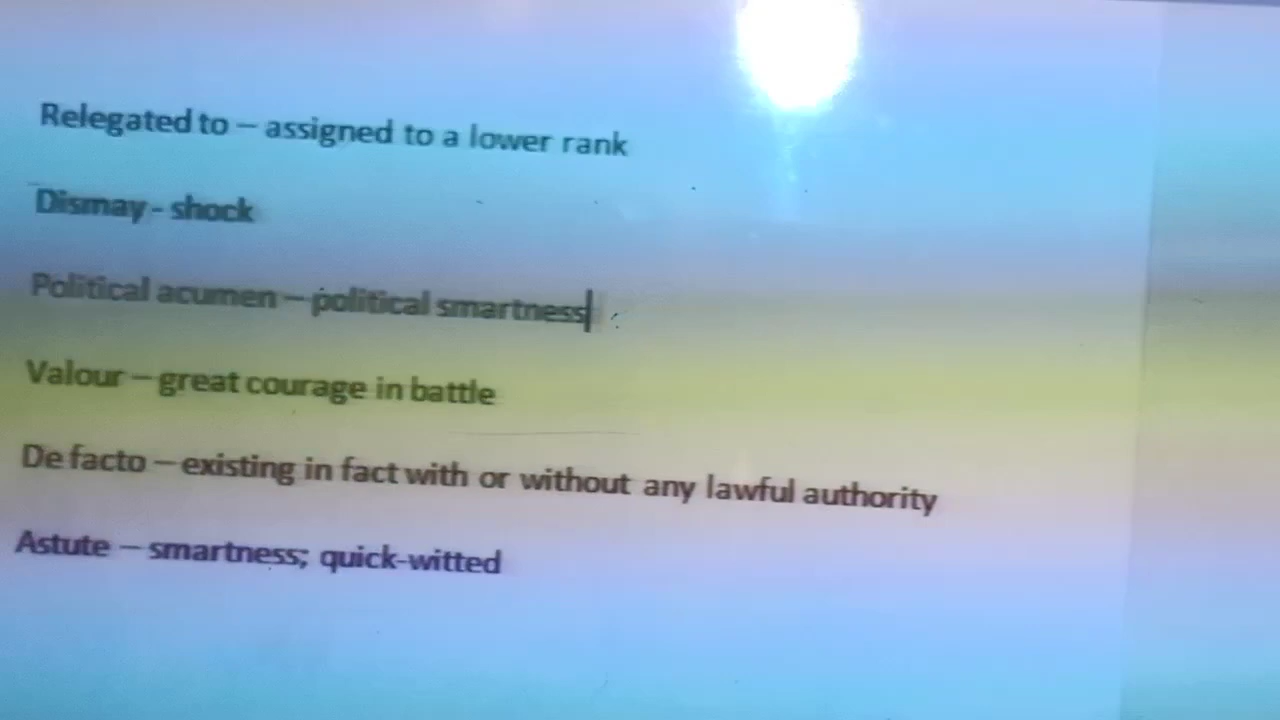 Relegated to – assigned to a lower rank
Dismay - shock
Political acumen – political smartness
Valour – great courage in battle
De facto – existing in fact with or without any lawful authority
Astute – smartness; quick-witted